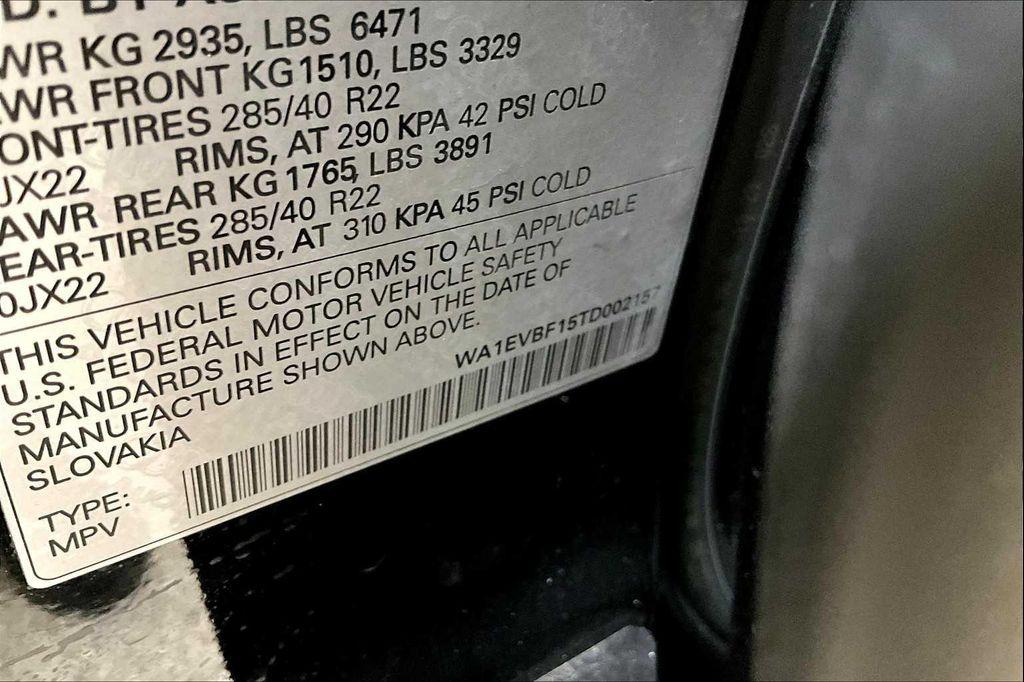 WR KG 2935, LBS 6471
WR FRONT KG1510, LBS 3329
ONT-TIRES 285/40 R22
JX22 RIMS, AT 290 KPA 42 PSI COLD
AWR REAR KG 1765, LBS 3891
EAR-TIRES 285/40 R22
0JX22 RIMS, AT 310 KPA 45 PSI COLD
THIS VEHICLE CONFORMS TO ALL APPLICABLE
U.S. FEDERAL MOTOR VEHICLE SAFETY
STANDARDS IN EFFECT ON THE DATE OF
MANUFACTURE SHOWN ABOVE.
SLOVAKIA
WA1EVBF15TD002157
TYPE:
MPV